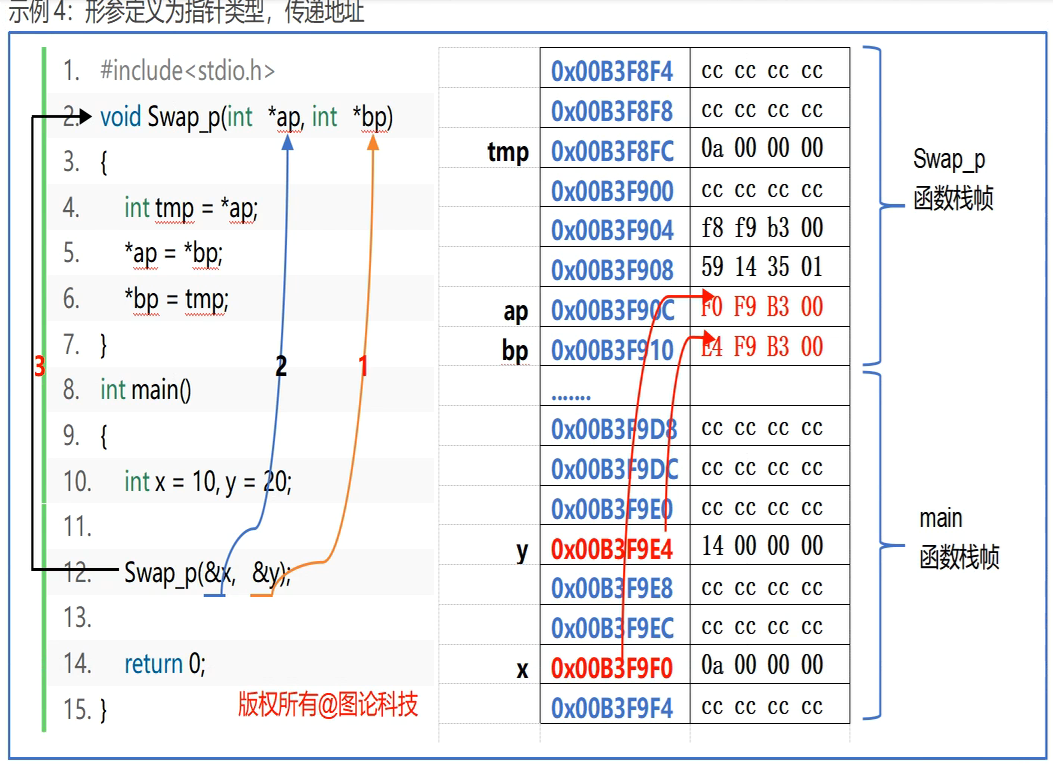 示例 4：形参定义为指针类型，传递地址
1. #include<stdio.h>
2. void Swap_p(int *ap, int *bp)
3. {
4. int tmp = *ap;
5. *ap = *bp;
6. *bp = tmp;
7. }
8. int main()
9. {
10. int x = 10, y = 20;
11.
12. Swap_p(&x, &y);
13.
14. return 0;
15. }
3
2
1
版权所有@图论科技
0x00B3F8F4 cc cc cc cc
0x00B3F8F8 cc cc cc cc
tmp 0x00B3F8FC 0a 00 00 00
0x00B3F900 cc cc cc cc
0x00B3F904 f8 f9 b3 00
0x00B3F908 59 14 35 01
ap 0x00B3F90C F0 F9 B3 00
bp 0x00B3F910 E4 F9 B3 00
.......
0x00B3F9D8 cc cc cc cc
0x00B3F9DC cc cc cc cc
0x00B3F9E0 cc cc cc cc
y 0x00B3F9E4 14 00 00 00
0x00B3F9E8 cc cc cc cc
0x00B3F9EC cc cc cc cc
x 0x00B3F9F0 0a 00 00 00
0x00B3F9F4 cc cc cc cc
Swap_p
函数栈帧
main
函数栈帧